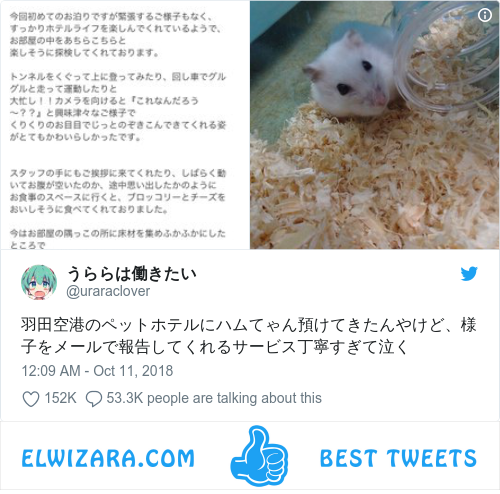 今回初めてのお泊りですが緊張するご様子もなく、
すっかりホテルライフを楽しんでくれているようで、
お部屋の中をあちらこちらと
楽しそうに探検してくれております。
トンネルをくぐって上に登ってみたり、回し車でグル
グルと走って運動したりと
大忙し！！カメラを向けると『これなんだろう
～？？』と興味津々なご様子で
くりくりのお目目でじっとのぞきこんできてくれる姿
がとてもかわいらしかったです。
スタッフの手にもご挨拶に来てくれたり、しばらく動
いてお腹が空いたのか、途中思い出したかのように
お食事のスペースに行くと、ブロッコリーとチーズを
おいしそうに食べてくれておりました。
今はお部屋の隅っこの所に床材を集めふかふかにした
ところで
うららは働きたい
@uraraclover
羽田空港のペットホテルにハムてゃん預けてきたんやけど、様
子をメールで報告してくれるサービス丁寧すぎて泣く
12:09 AM - Oct 11, 2018
152K 53.3K people are talking about this
ELWIZARA.COM BEST TWEETS